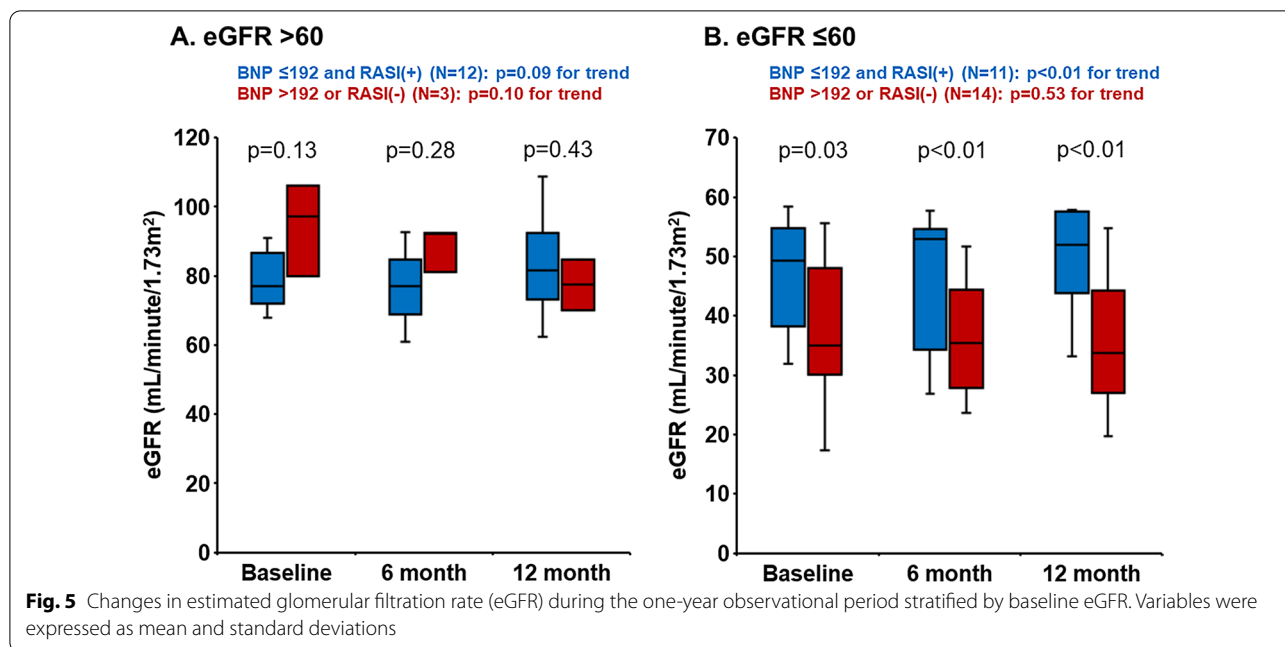 A. eGFR >60
BNP ≤192 and RASI(+) (N=12): p=0.09 for trend
BNP >192 or RASI(-) (N=3): p=0.10 for trend
p=0.13 p=0.28 p=0.43
eGFR (mL/minute/1.73m²)
120
100
80
60
40
20
0
Baseline 6 month 12 month
B. eGFR ≤60
BNP ≤192 and RASI(+) (N=11): p<0.01 for trend
BNP >192 or RASI(-) (N=14): p=0.53 for trend
p=0.03 p<0.01 p<0.01
eGFR (mL/minute/1.73m²)
70
60
50
40
30
20
10
0
Baseline 6 month 12 month
Fig. 5 Changes in estimated glomerular filtration rate (eGFR) during the one-year observational period stratified by baseline eGFR. Variables were
expressed as mean and standard deviations